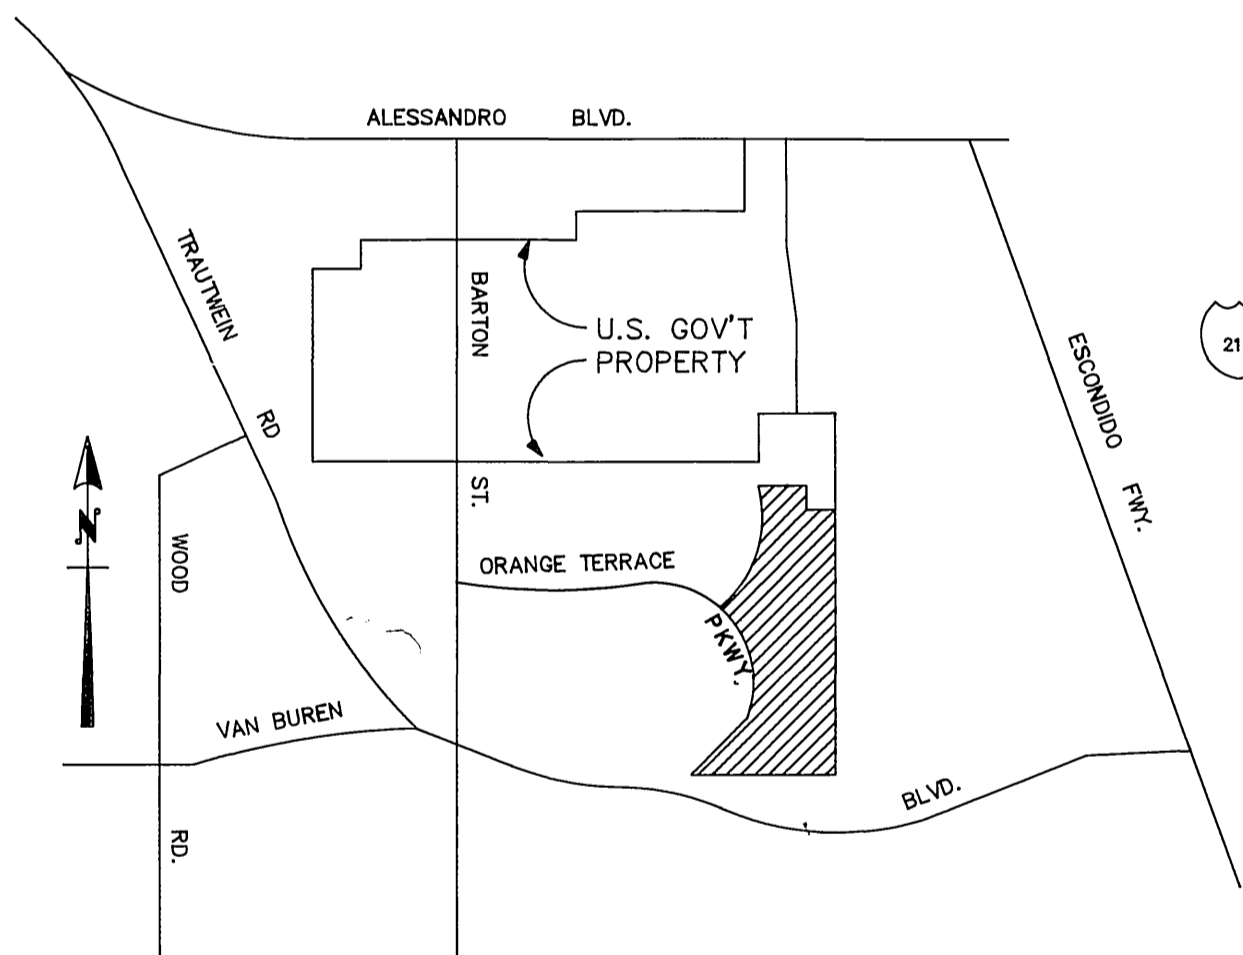 ALESSANDRO BLVD.
TRAUTWEIN
RD
BARTON
ST.
U.S. GOV'T
PROPERTY
ESCONDIDO
FWY.
21
N
WOOD
RD.
ORANGE TERRACE
PKWY.
VAN BUREN
BLVD.